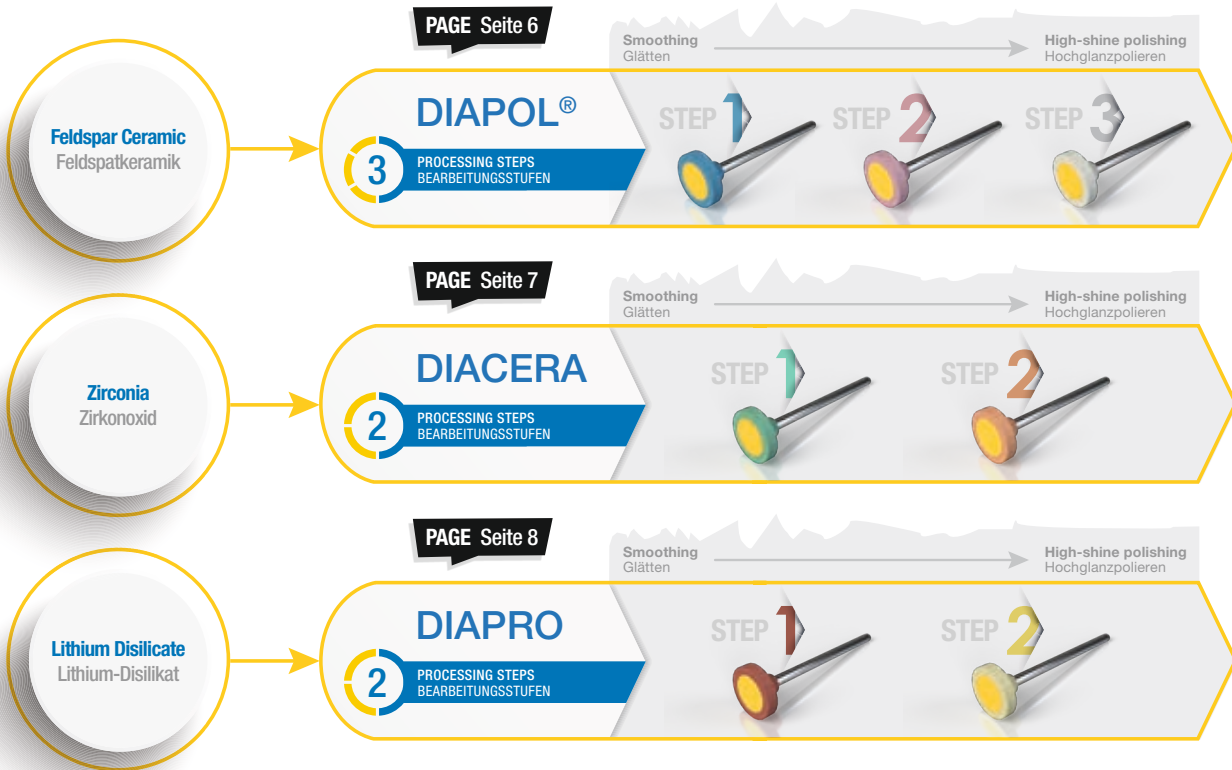 PAGE Seite 6
Smoothing
Glätten
High-shine polishing
Hochglanzpolieren
Feldspar Ceramic
Feldspatkeramik
DIAPOL®
3
PROCESSING STEPS
BEARBEITUNGSSTUFEN
STEP 1
STEP 2
STEP 3
PAGE Seite 7
Smoothing
Glätten
High-shine polishing
Hochglanzpolieren
Zirconia
Zirkonoxid
DIACERA
2
PROCESSING STEPS
BEARBEITUNGSSTUFEN
STEP 1
STEP 2
PAGE Seite 8
Smoothing
Glätten
High-shine polishing
Hochglanzpolieren
Lithium Disilicate
Lithium-Disilikat
DIAPRO
2
PROCESSING STEPS
BEARBEITUNGSSTUFEN
STEP 1
STEP 2